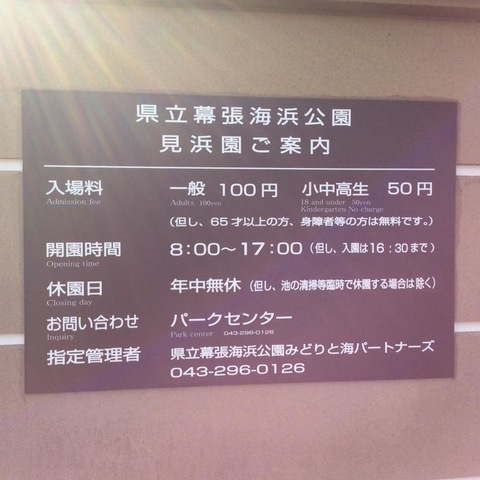 県立幕張海浜公園
見浜園ご案内
入場料 一般 100円 小中高生 50円
Admission fee Adults 100yen 18 and under 50yen
Kindergarten No charge
(但し、65才以上の方、身障者等の方は無料です。)
開園時間 8:00～17:00 (但し、入園は16:30まで)
Opening time
休園日 年中無休 (但し、池の清掃等臨時で休園する場合は除く)
Closing day
お問い合わせ パークセンター
Inquiry Park center 043-296-0126
指定管理者 県立幕張海浜公園みどりと海パートナーズ
043-296-0126